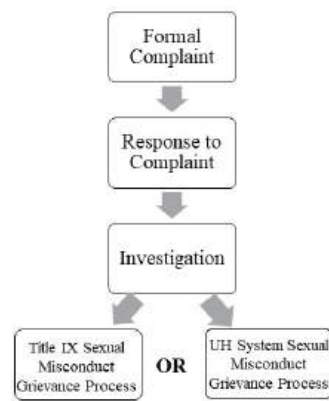 Formal
Complaint
Response to
Complaint
Investigation
Title IX Sexual
Misconduct
Grievance Process
OR
UH System Sexual
Misconduct
Grievance Process